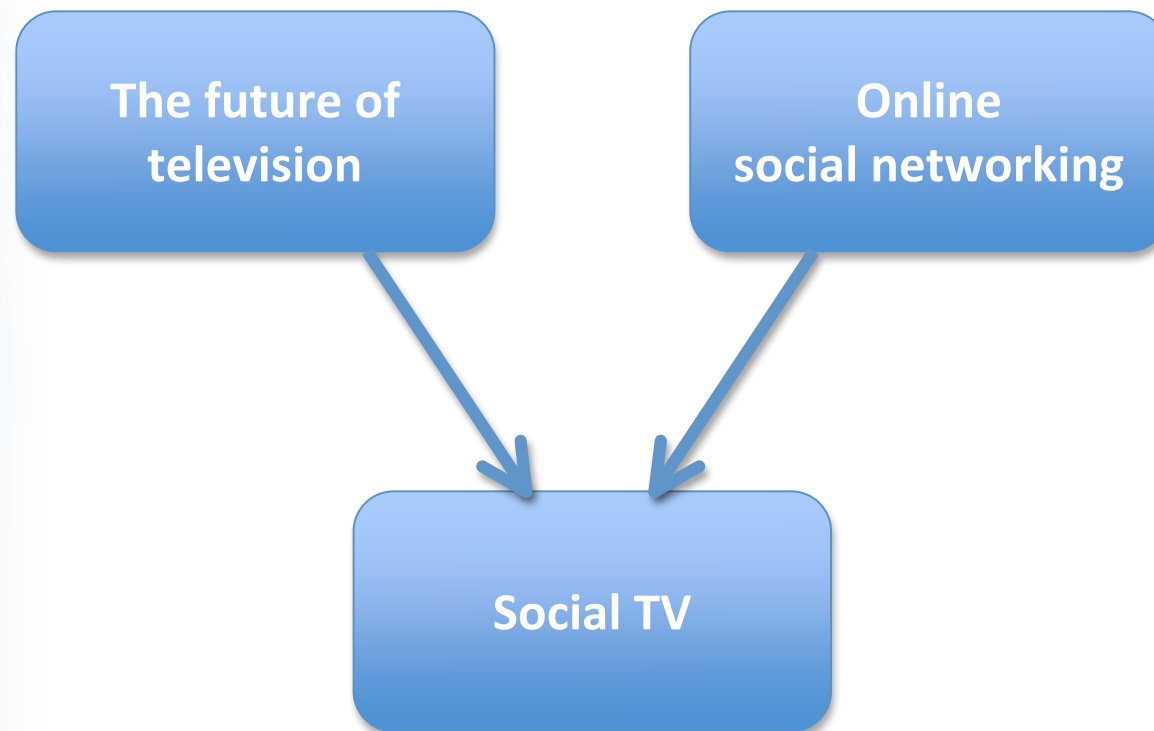 The future of
television
Online
social networking
Social TV